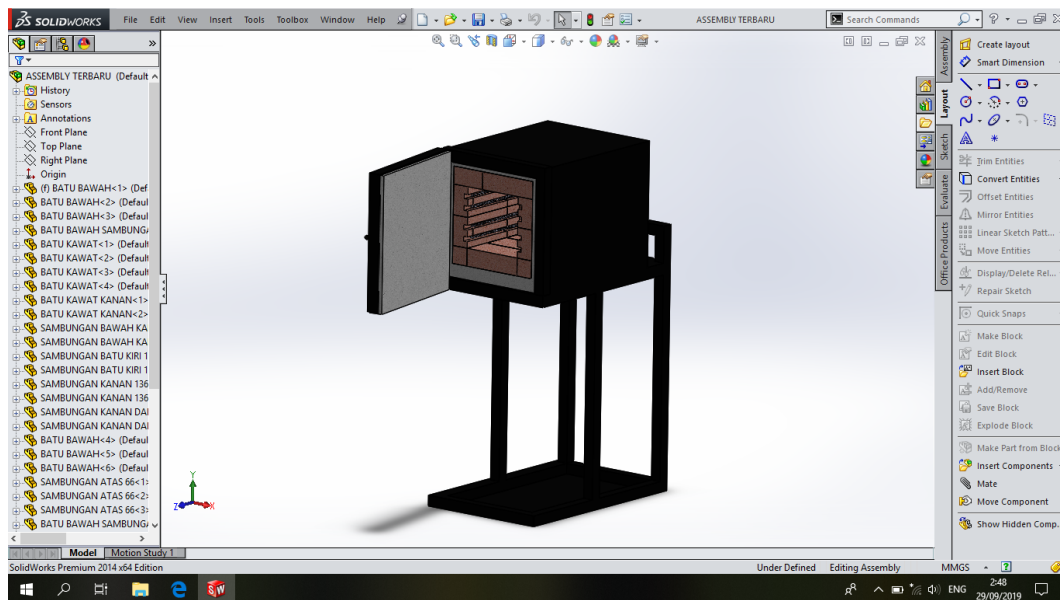 SOLIDWORKS File Edit View Insert Tools Toolbox Window Help ASSEMBLY TERBARU Search Commands
ASSEMBLY TERBARU (Default
History
Sensors
Annotations
Front Plane
Top Plane
Right Plane
Origin
(f) BATU BAWAH<1> (Def
BATU BAWAH<2> (Defaul
BATU BAWAH<3> (Defaul
BATU BAWAH SAMBUNGA
BATU KAWAT<1> (Default
BATU KAWAT<2> (Default
BATU KAWAT<3> (Default
BATU KAWAT<4> (Default
BATU KAWAT KANAN<1>
BATU KAWAT KANAN<2>
SAMBUNGAN BAWAH KA
SAMBUNGAN BAWAH KA
SAMBUNGAN BATU KIRI 1
SAMBUNGAN BATU KIRI 1
SAMBUNGAN KANAN 136
SAMBUNGAN KANAN 136
SAMBUNGAN KANAN DAI
SAMBUNGAN KANAN DAI
BATU BAWAH<4> (Defaul
BATU BAWAH<5> (Defaul
BATU BAWAH<6> (Defaul
SAMBUNGAN ATAS 66<1>
SAMBUNGAN ATAS 66<2>
SAMBUNGAN ATAS 66<3>
BATU BAWAH SAMBUNGA
Y
Z
X
Assembly
Layout
Sketch
Evaluate
Office Products
Create layout
Smart Dimension
Trim Entities
Convert Entities
Offset Entities
Mirror Entities
Linear Sketch Patt...
Move Entities
Display/Delete Rel...
Repair Sketch
Quick Snaps
Make Block
Edit Block
Insert Block
Add/Remove
Save Block
Explode Block
Make Part from Block
Insert Components
Mate
Move Component
Show Hidden Comp.
Model Motion Study 1
SolidWorks Premium 2014 x64 Edition Under Defined Editing Assembly MMGS
ENG 2:48
29/09/2019